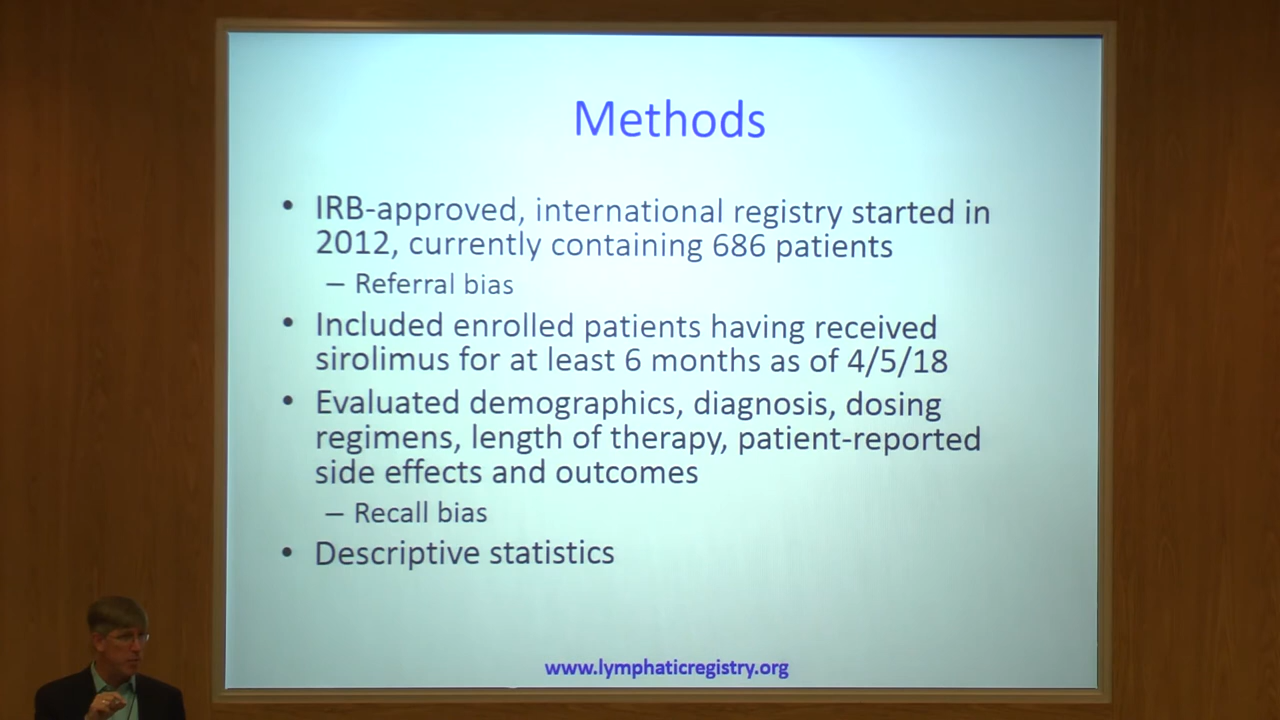 Methods
• IRB-approved, international registry started in
2012, currently containing 686 patients
– Referral bias
• Included enrolled patients having received
sirolimus for at least 6 months as of 4/5/18
• Evaluated demographics, diagnosis, dosing
regimens, length of therapy, patient-reported
side effects and outcomes
– Recall bias
• Descriptive statistics
www.lymphaticregistry.org